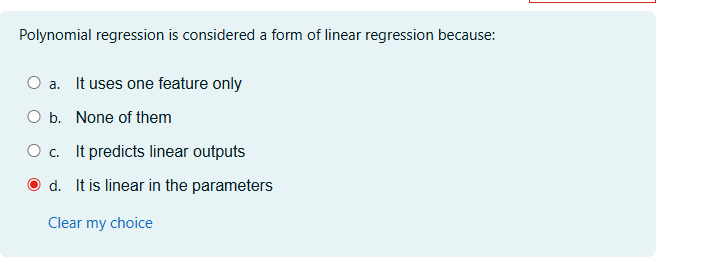 Polynomial regression is considered a form of linear regression because:
a. It uses one feature only
b. None of them
c. It predicts linear outputs
d. It is linear in the parameters
Clear my choice